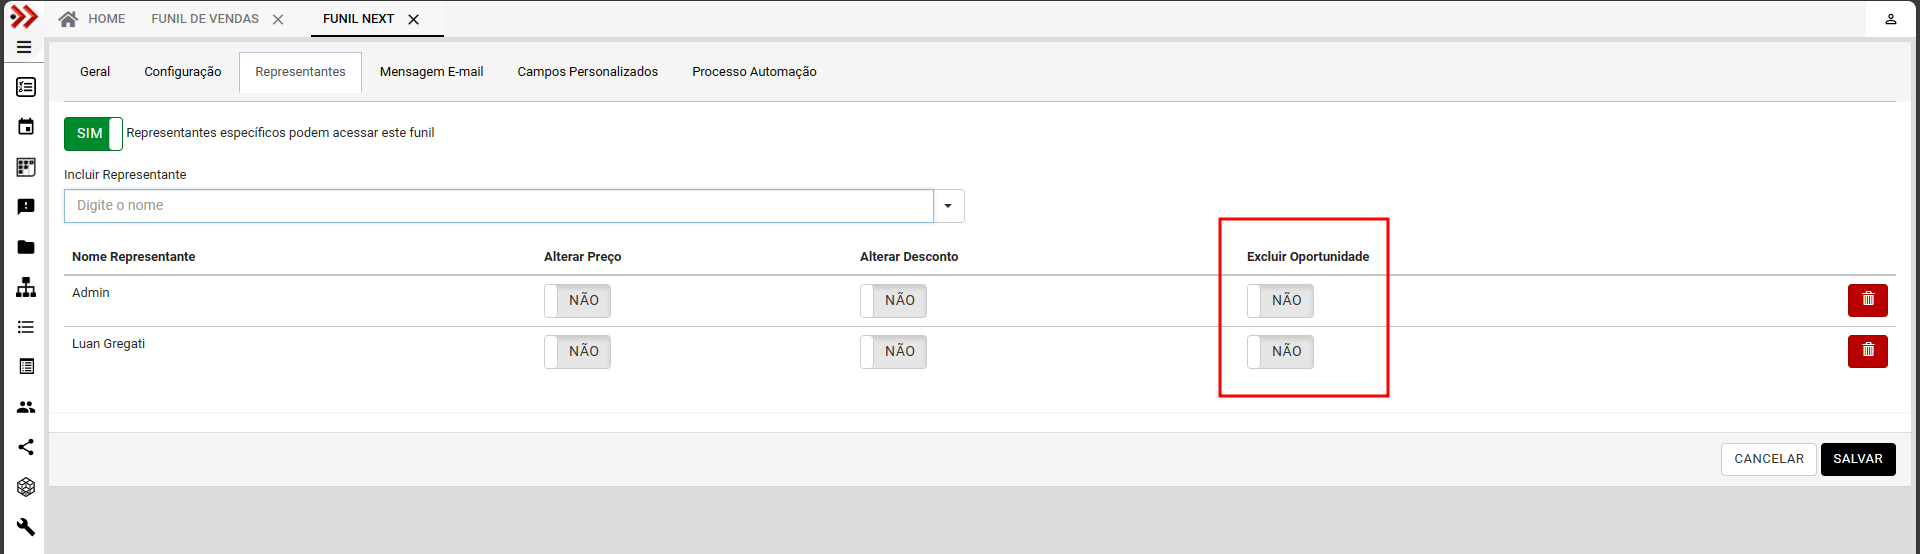 HOME FUNIL DE VENDAS FUNIL NEXT
Geral Configuração Representantes Mensagem E-mail Campos Personalizados Processo Automação
SIM Representantes específicos podem acessar este funil
Incluir Representante
Digite o nome
Nome Representante Alterar Preço Alterar Desconto Excluir Oportunidade
Admin NÃO NÃO NÃO
Luan Gregati NÃO NÃO NÃO
CANCELAR SALVAR